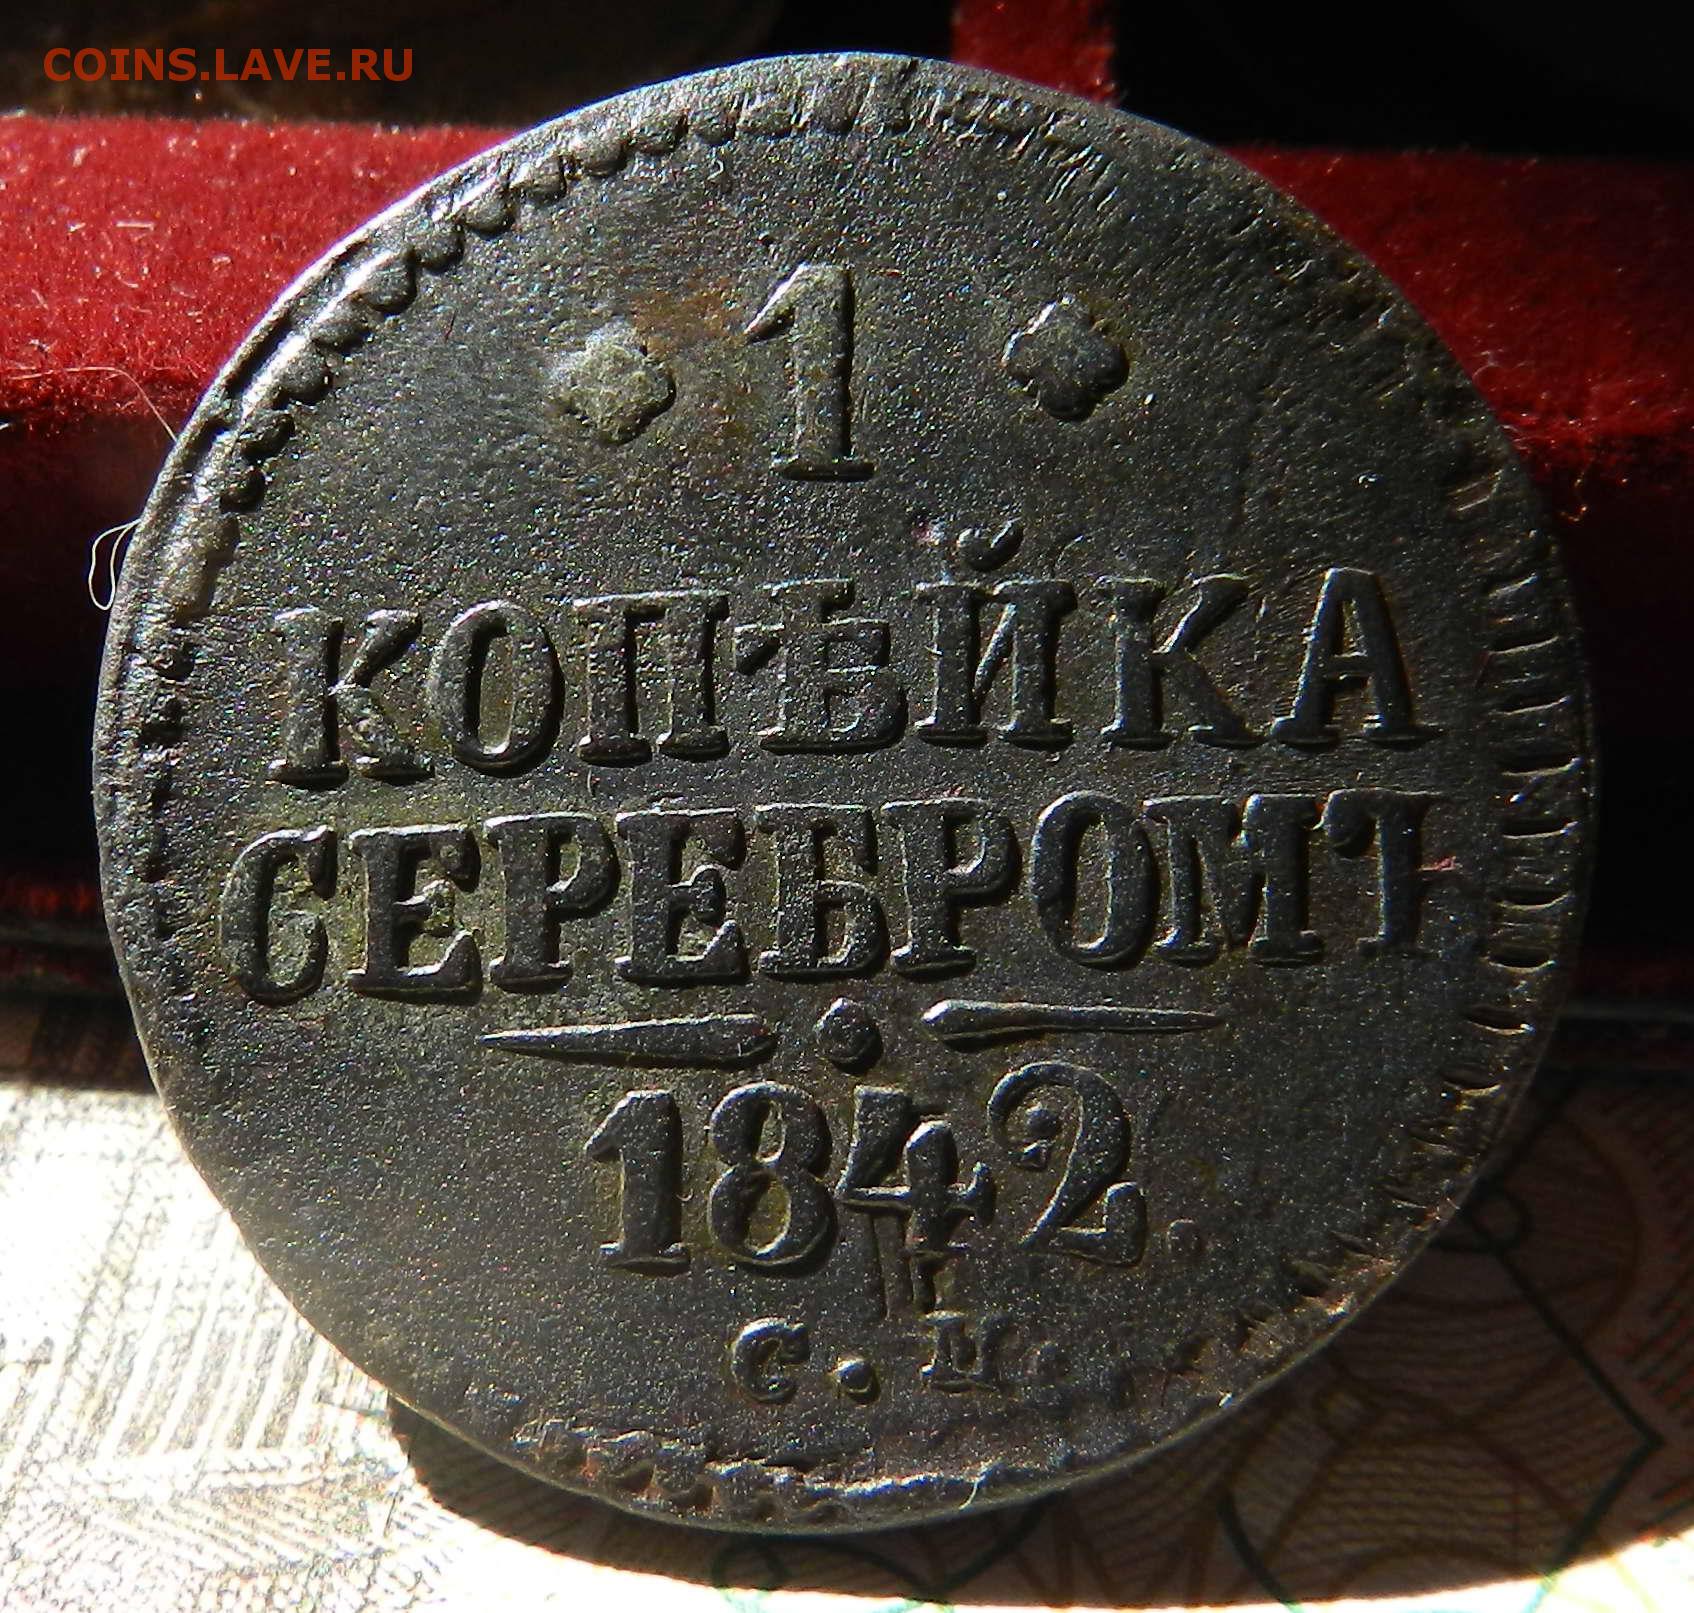 COINS.LAVE.RU
1
КОПѢЙКА
СЕРЕБРОМЪ
1842.
С. П.